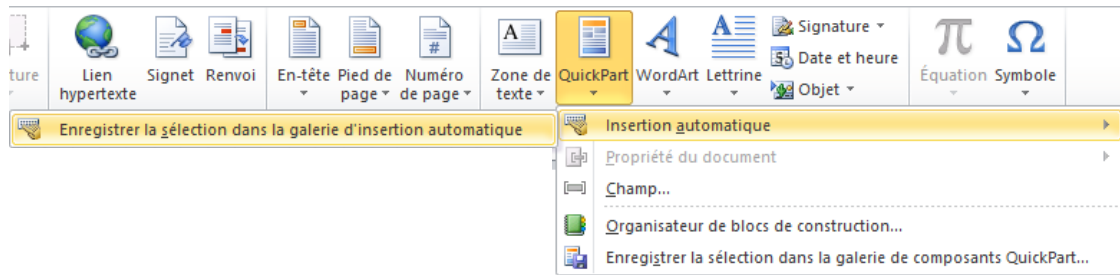 ture
Lien hypertexte
Signet
Renvoi
En-tête
Pied de page
Numéro de page
#
A
Zone de texte
QuickPart
A
WordArt
A
Lettrine
Signature
5
Date et heure
Objet
π
Équation
Ω
Symbole
Enregistrer la sélection dans la galerie d'insertion automatique
Insertion automatique
Propriété du document
Champ...
Organisateur de blocs de construction...
Enregistrer la sélection dans la galerie de composants QuickPart...